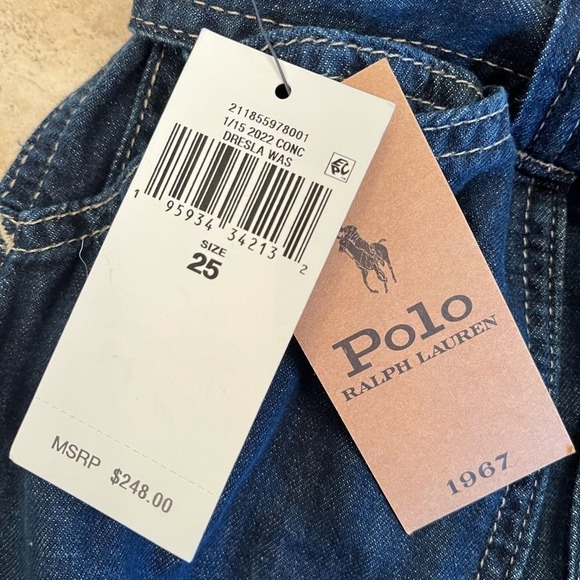 211855978001
1/15 2022 CONC
DRESLA WAS
1 95934 34213 2
SIZE
25
MSRP $248.00
Polo
RALPH LAUREN
1967